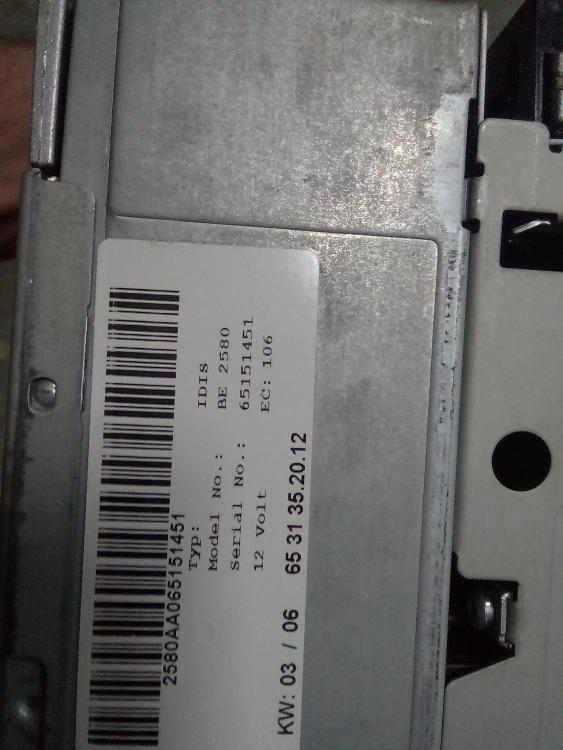 2580AA065151451
Typ: IDIS
Model No.: BE 2580
Serial No.: 65151451
12 Volt EC: 106
KW: 03 / 06 65 31 35.20.12